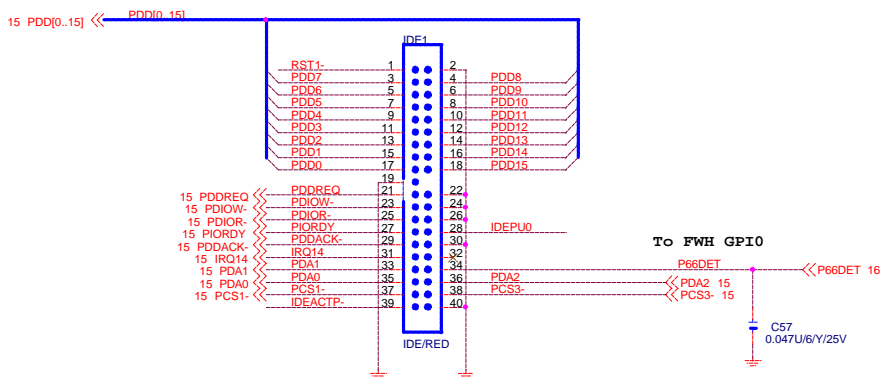 15 PDD[0..15] PDD[0..15]
IDE1
RST1- 1 2
PDD7 3 4 PDD8
PDD6 5 6 PDD9
PDD5 7 8 PDD10
PDD4 9 10 PDD11
PDD3 11 12 PDD12
PDD2 13 14 PDD13
PDD1 15 16 PDD14
PDD0 17 18 PDD15
19
15 PDDREQ PDDREQ 21 22
15 PDIOW- PDIOW- 23 24
15 PDIOR- PDIOR- 25 26
15 PIORDY PIORDY 27 28 IDEPU0
15 PDDACK- PDDACK- 29 30
15 IRQ14 IRQ14 31 32
To FWH GPI0
15 PDA1 PDA1 33 34 P66DET P66DET 16
15 PDA0 PDA0 35 36 PDA2 PDA2 15
15 PCS1- PCS1- 37 38 PCS3- PCS3- 15
IDEACTP- 39 40
C57
0.047U/6/Y/25V
IDE/RED